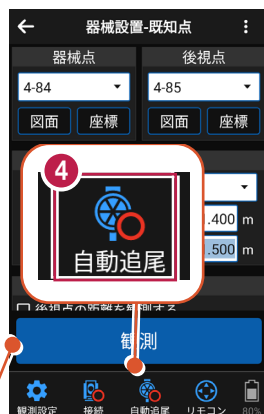 器械設置-既知点
器械点 後視点
4-84 4-85
図面 座標 図面 座標
4
.400 m
.500 m
自動追尾
後視点の距離を観測する
観測
観測設定 接続 自動追尾 リモコン 80%